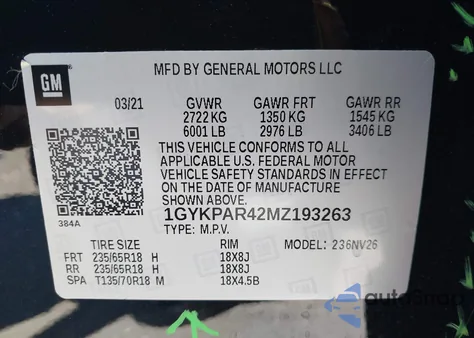 GM
MFD BY GENERAL MOTORS LLC
03/21 GVWR GAWR FRT GAWR RR
2722 KG 1350 KG 1545 KG
6001 LB 2976 LB 3406 LB
THIS VEHICLE CONFORMS TO ALL
APPLICABLE U.S. FEDERAL MOTOR
VEHICLE SAFETY STANDARDS IN EFFECT
ON THE DATE OF MANUFACTURE
SHOWN ABOVE.
384A
1GYKPAR42MZ193263
TYPE: M.P.V.
TIRE SIZE RIM MODEL: 236NV26
FRT 235/65R18 H 18X8J
RR 235/65R18 H 18X8J
SPA T135/70R18 M 18X4.5B
autosnap